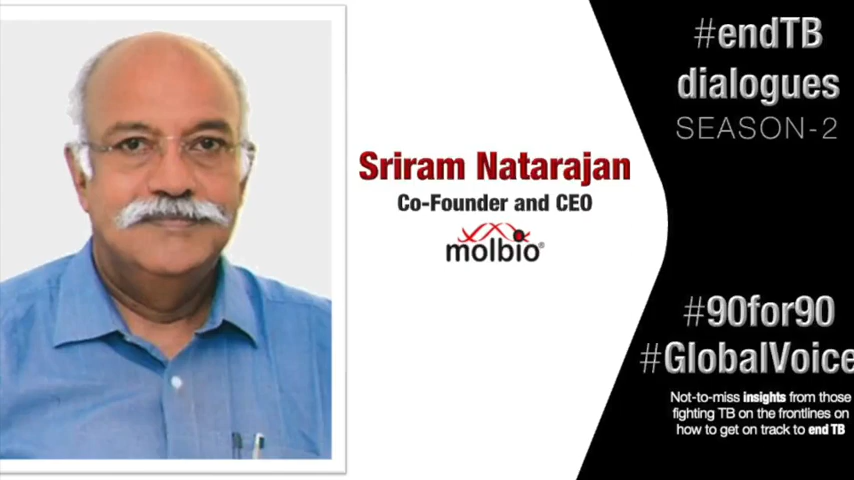 #endTB
dialogues
SEASON-2
Sriram Natarajan
Co-Founder and CEO
molbio®
#90for90
#GlobalVoice
Not-to-miss insights from those
fighting TB on the frontlines on
how to get on track to end TB